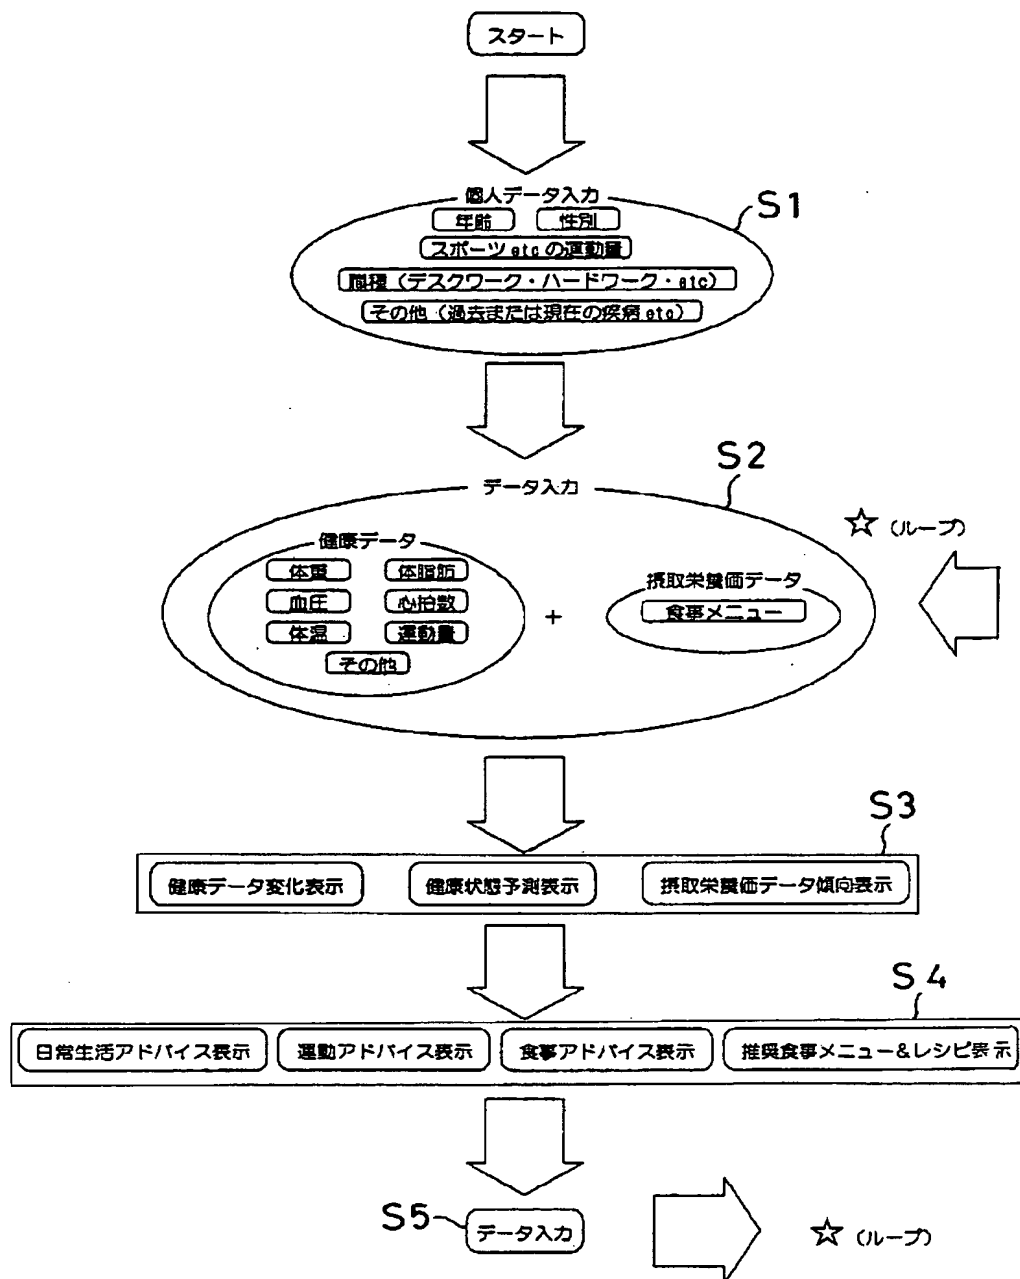 スタート
個人データ入力
S1
年齢 性別
スポーツetcの運動量
職種（デスクワーク・ハードワーク・etc）
その他（過去または現在の疾病etc）
S2
データ入力
☆（ループ）
健康データ
体重 体脂肪
摂取栄養価データ
血圧 心拍数
+
食事メニュー
体温 運動量
その他
S3
健康データ変化表示 健康状態予測表示 摂取栄養価データ傾向表示
S4
日常生活アドバイス表示 運動アドバイス表示 食事アドバイス表示 推奨食事メニュー&レシピ表示
S5 データ入力
☆（ループ）